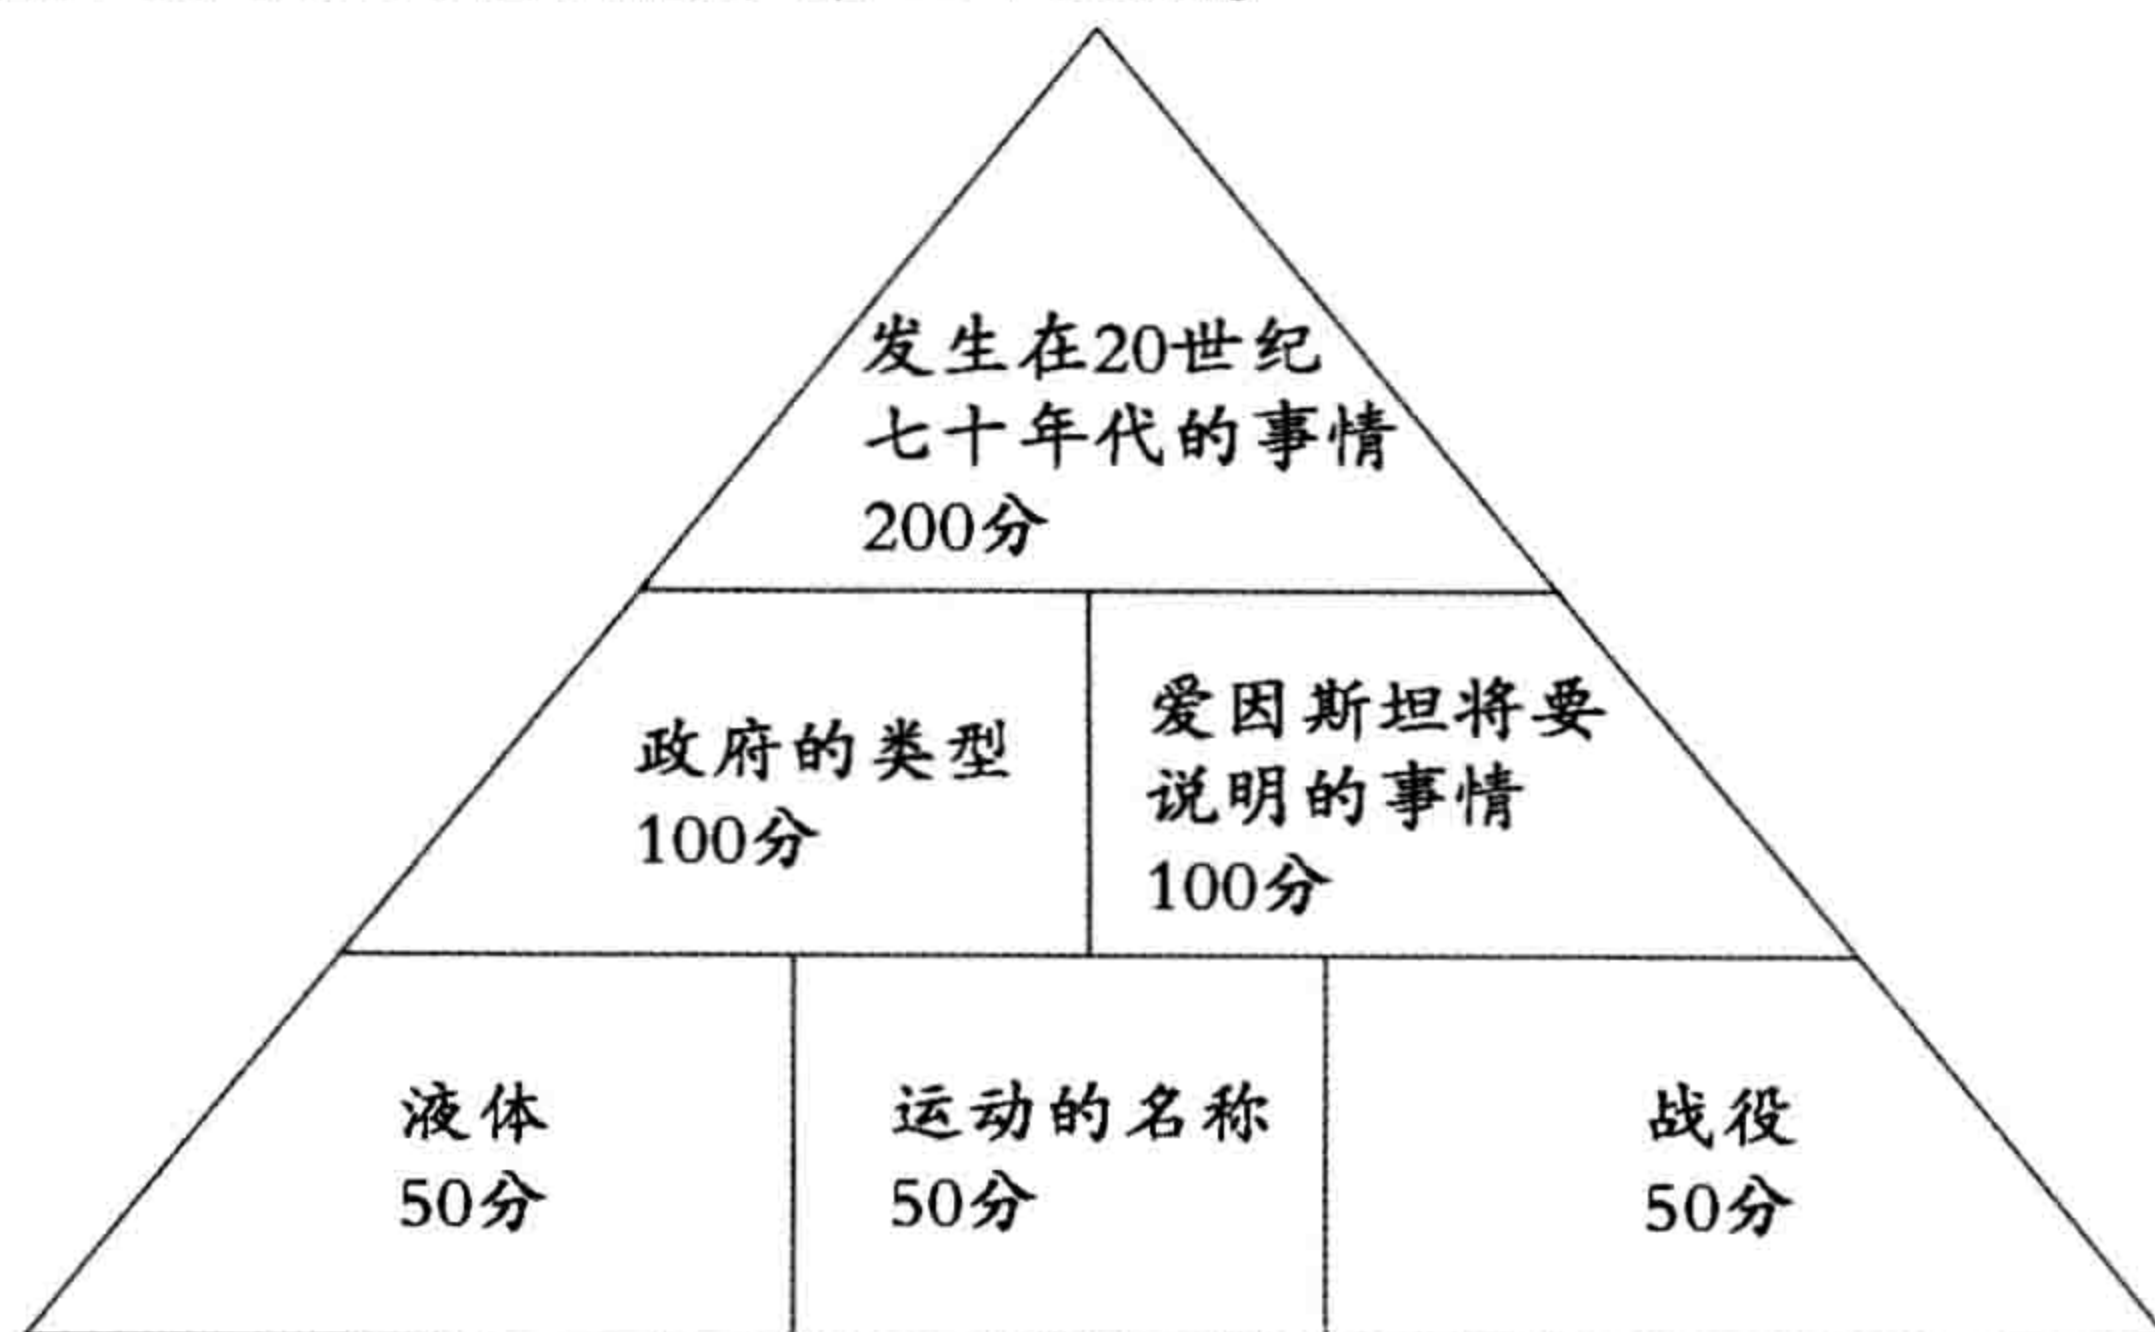 发生在20世纪
七十年代的事情
200分
政府的类型
100分
爱因斯坦将要
说明的事情
100分
液体
50分
运动的名称
50分
战役
50分